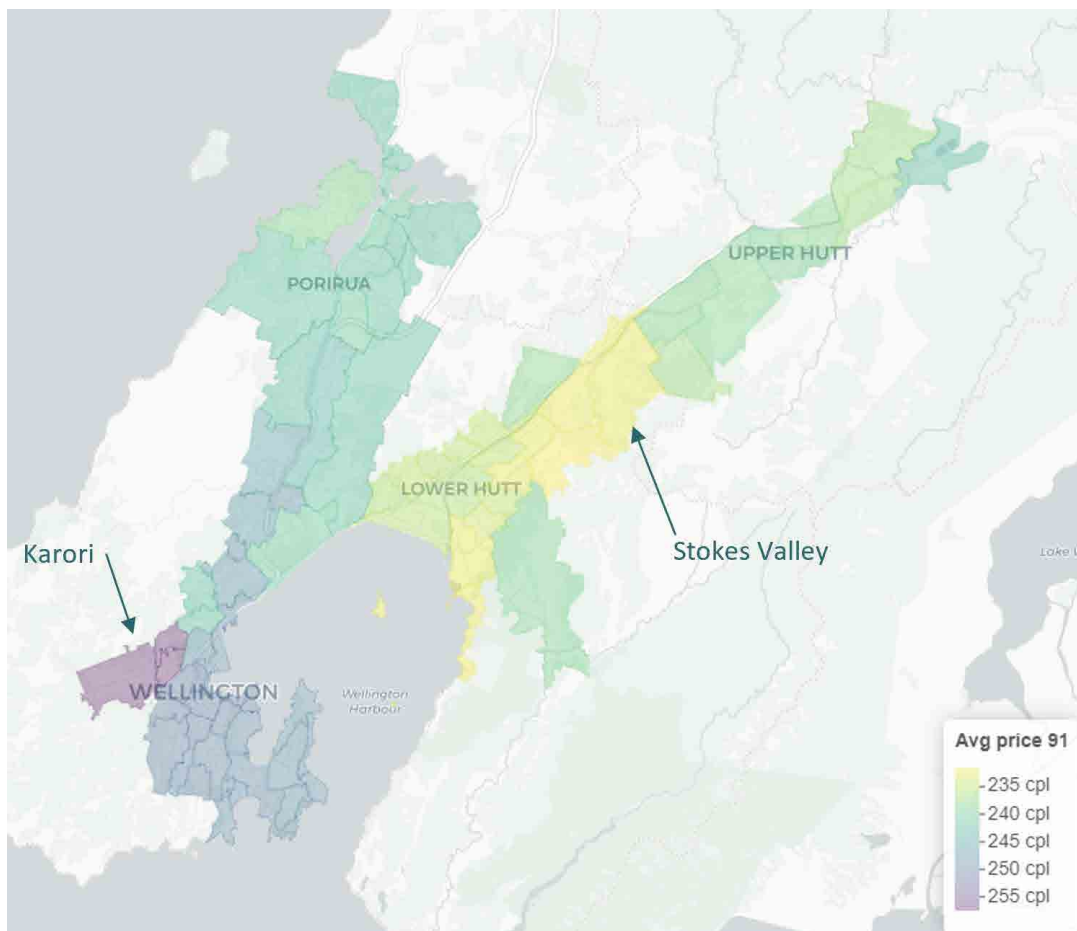 PORIRUA
UPPER HUTT
LOWER HUTT
Karori
Stokes Valley
Lake
WELLINGTON
Wellington
Harbour
Avg price 91
235 cpl
240 cpl
245 cpl
250 cpl
255 cpl